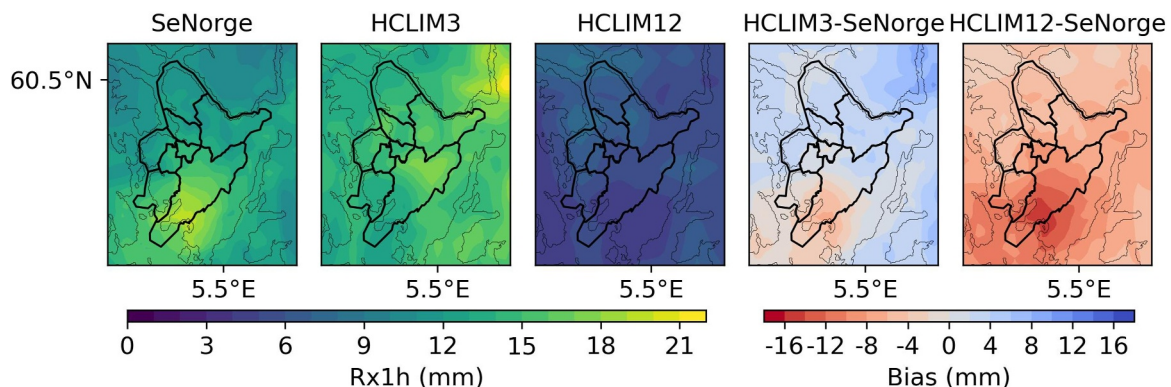 SeNorge HCLIM3 HCLIM12 HCLIM3-SeNorge HCLIM12-SeNorge
60.5°N
5.5°E 5.5°E 5.5°E 5.5°E 5.5°E
0 3 6 9 12 15 18 21 -16 -12 -8 -4 0 4 8 12 16
Rx1h (mm) Bias (mm)